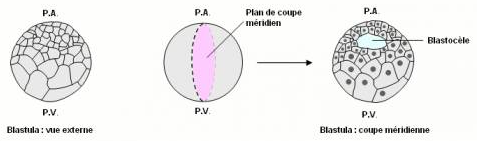 P.A.
P.V.
Blastula : vue externe
P.A.
Plan de coupe
méridien
P.V.
P.A.
Blastocèle
P.V.
Blastula : coupe méridienne